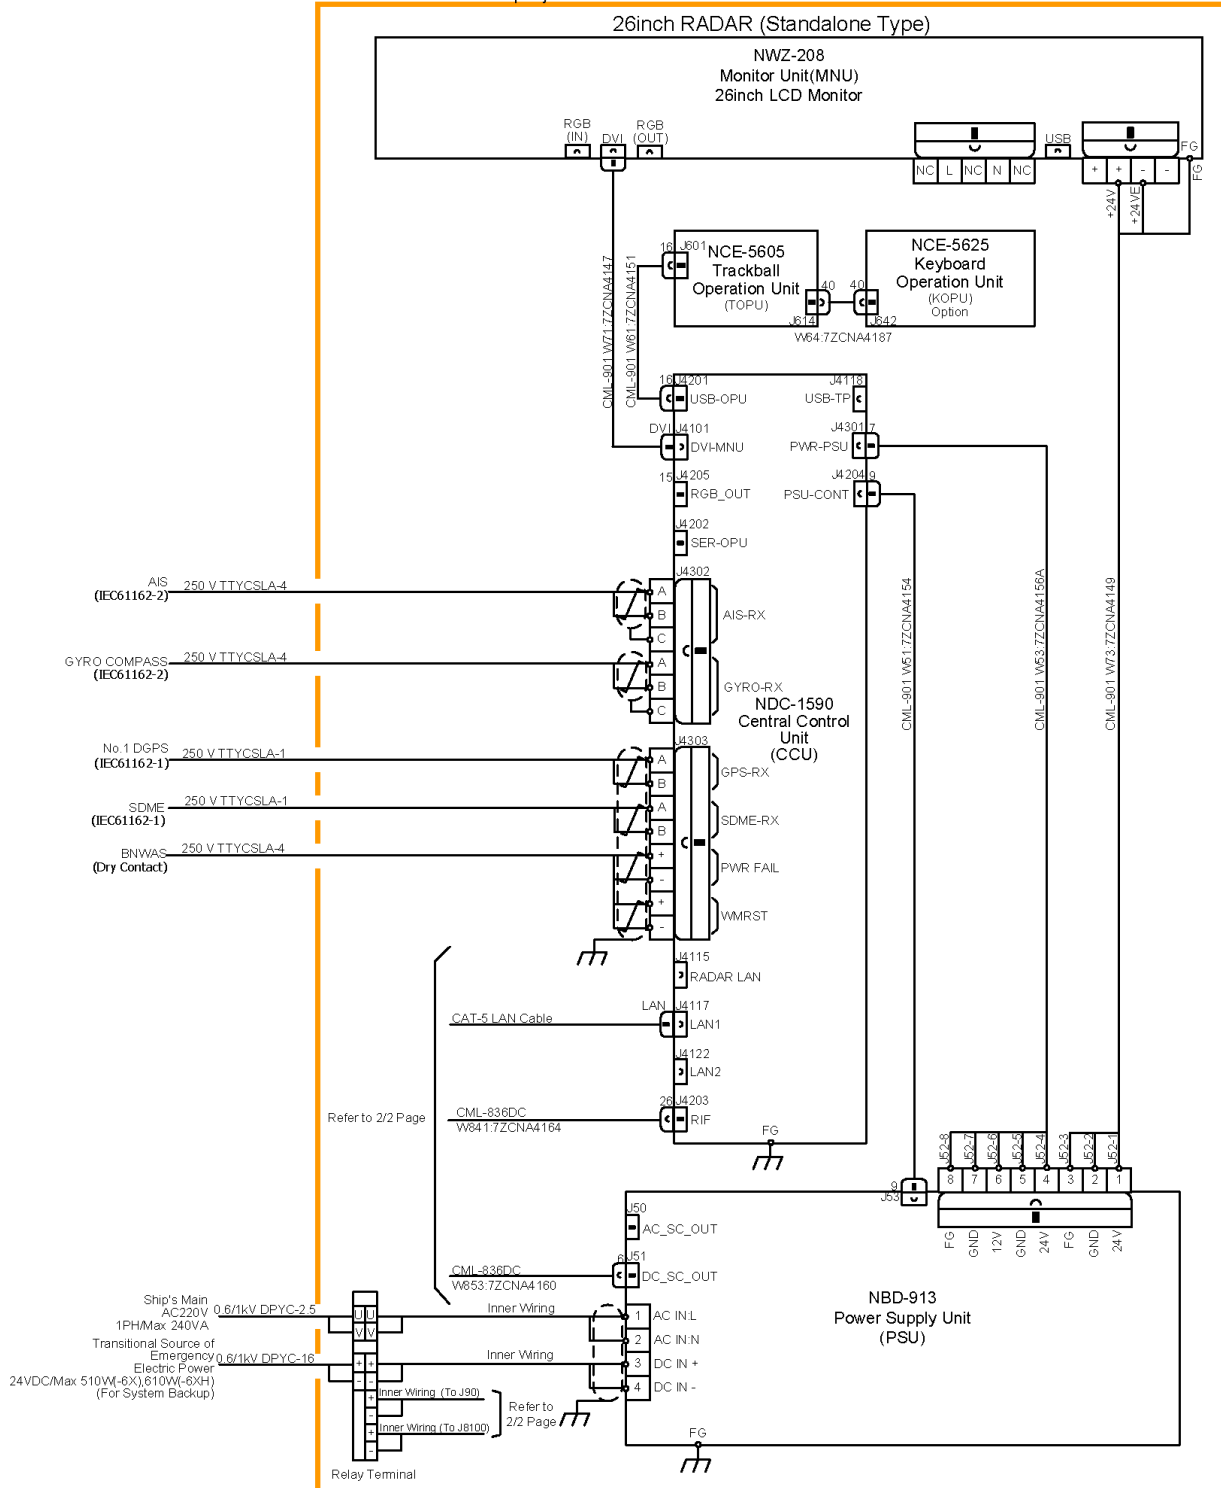 26inch RADAR (Standalone Type)
NWZ-208
Monitor Unit(MNU)
26inch LCD Monitor
RGB
(IN)
DVI
RGB
(OUT)
USB
FG
FG
NC L NC N NC
+ + - -
+24V
+24VE
16 J601
NCE-5605
Trackball
Operation Unit
(TOPU)
40
J614
NCE-5625
Keyboard
Operation Unit
(KOPU)
Option
40
J642
W64:7ZCNA4187
CML-901 W71:7ZCNA4147
CML-901 W61:7ZCNA4151
16 J4201
USB-OPU
J4118
USB-TP
DVI J4101
DVI-MNU
J4301 7
PWR-PSU
15 J4205
RGB_OUT
J4204 9
PSU-CONT
J4202
SER-OPU
CML-901 W51:7ZCNA4154
CML-901 W53:7ZCNA4156A
CML-901 W73:7ZCNA4149
AIS
(IEC61162-2)
250 V TTYCSLA-4
J4302
A
B
C
AIS-RX
GYRO COMPASS
(IEC61162-2)
250 V TTYCSLA-4
A
B
C
GYRO-RX
NDC-1590
Central Control
Unit
(CCU)
No.1 DGPS
(IEC61162-1)
250 V TTYCSLA-1
J4303
A
B
GPS-RX
SDME
(IEC61162-1)
250 V TTYCSLA-1
A
B
SDME-RX
BNWAS
(Dry Contact)
250 V TTYCSLA-4
+
-
PWR FAIL
+
-
WMRST
J4115
RADAR LAN
CAT-5 LAN Cable
LAN J4117
LAN1
J4122
LAN2
Refer to 2/2 Page
CML-836DC
W841:7ZCNA4164
26 J4203
RIF
FG
J52-8 J52-7 J52-6 J52-5 J52-4 J52-3 J52-2 J52-1
8 7 6 5 4 3 2 1
FG GND 12V GND 24V FG GND 24V
9
J53
J50
AC_SC_OUT
CML-836DC
W853:7ZCNA4160
6 J51
DC_SC_OUT
NBD-913
Power Supply Unit
(PSU)
Ship's Main
AC220V
1PH/Max 240VA
0.6/1kV DPYC-2.5
U U
V V
Inner Wiring
1 AC IN:L
2 AC IN:N
Transitional Source of
Emergency
Electric Power
24VDC/Max 510W(-6X),610W(-6XH)
(For System Backup)
0.6/1kV DPYC-16
+ +
- -
Inner Wiring
3 DC IN +
4 DC IN -
+
-
Inner Wiring (To J90)
+
-
Inner Wiring (To J8100)
Refer to
2/2 Page
FG
Relay Terminal